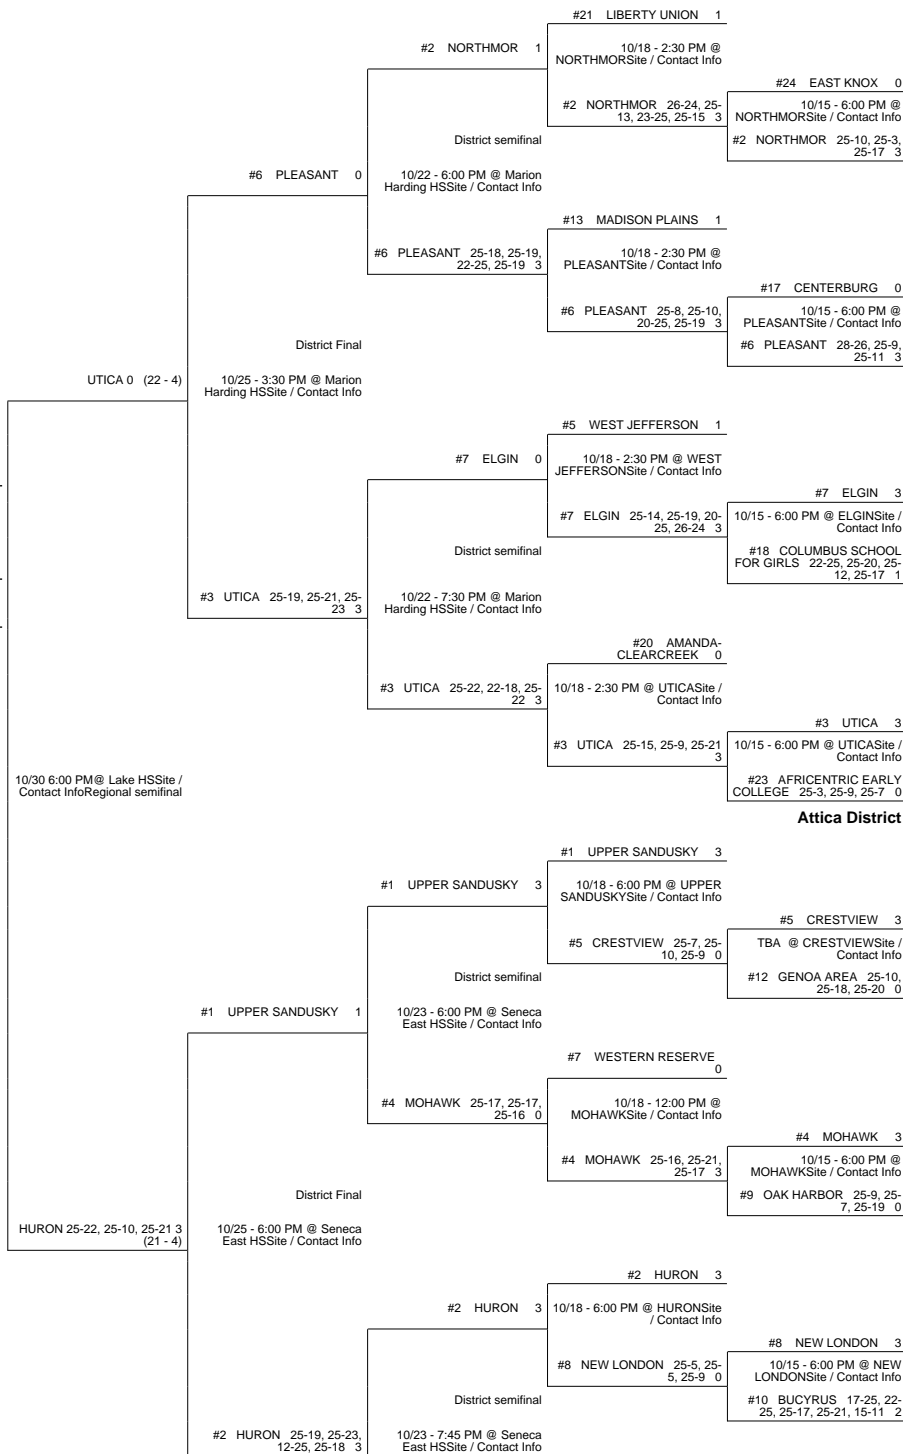 #21 LIBERTY UNION 1
#2 NORTHMOR 1
10/18 - 2:30 PM @
NORTHMORSite / Contact Info
#24 EAST KNOX 0
#2 NORTHMOR 26-24, 25-
13, 23-25, 25-15 3
10/15 - 6:00 PM @
NORTHMORSite / Contact Info
District semifinal
#2 NORTHMOR 25-10, 25-3,
25-17 3
#6 PLEASANT 0
10/22 - 6:00 PM @ Marion
Harding HSSite / Contact Info
#13 MADISON PLAINS 1
#6 PLEASANT 25-18, 25-19,
22-25, 25-19 3
10/18 - 2:30 PM @
PLEASANTSite / Contact Info
#17 CENTERBURG 0
#6 PLEASANT 25-8, 25-10,
20-25, 25-19 3
10/15 - 6:00 PM @
PLEASANTSite / Contact Info
District Final
#6 PLEASANT 28-26, 25-9,
25-11 3
UTICA 0 (22 - 4)
10/25 - 3:30 PM @ Marion
Harding HSSite / Contact Info
#5 WEST JEFFERSON 1
#7 ELGIN 0
10/18 - 2:30 PM @ WEST
JEFFERSONSite / Contact Info
#7 ELGIN 3
#7 ELGIN 25-14, 25-19, 20-
25, 26-24 3
10/15 - 6:00 PM @ ELGINSite /
Contact Info
District semifinal
#18 COLUMBUS SCHOOL
FOR GIRLS 22-25, 25-20, 25-
12, 25-17 1
#3 UTICA 25-19, 25-21, 25-
23 3
10/22 - 7:30 PM @ Marion
Harding HSSite / Contact Info
#20 AMANDA-
CLEARCREEK 0
#3 UTICA 25-22, 22-18, 25-
22 3
10/18 - 2:30 PM @ UTICASite /
Contact Info
#3 UTICA 3
#3 UTICA 25-15, 25-9, 25-21
3
10/15 - 6:00 PM @ UTICASite /
Contact Info
10/30 6:00 PM@ Lake HSSite /
Contact InfoRegional semifinal
#23 AFRICENTRIC EARLY
COLLEGE 25-3, 25-9, 25-7 0
Attica District
#1 UPPER SANDUSKY 3
#1 UPPER SANDUSKY 3
10/18 - 6:00 PM @ UPPER
SANDUSKYSite / Contact Info
#5 CRESTVIEW 3
#5 CRESTVIEW 25-7, 25-
10, 25-9 0
TBA @ CRESTVIEWSite /
Contact Info
District semifinal
#12 GENOA AREA 25-10,
25-18, 25-20 0
#1 UPPER SANDUSKY 1
10/23 - 6:00 PM @ Seneca
East HSSite / Contact Info
#7 WESTERN RESERVE
0
#4 MOHAWK 25-17, 25-17,
25-16 0
10/18 - 12:00 PM @
MOHAWKSite / Contact Info
#4 MOHAWK 3
#4 MOHAWK 25-16, 25-21,
25-17 3
10/15 - 6:00 PM @
MOHAWKSite / Contact Info
District Final
#9 OAK HARBOR 25-9, 25-
7, 25-19 0
HURON 25-22, 25-10, 25-21 3
(21 - 4)
10/25 - 6:00 PM @ Seneca
East HSSite / Contact Info
#2 HURON 3
#2 HURON 3
10/18 - 6:00 PM @ HURONSite
/ Contact Info
#8 NEW LONDON 3
#8 NEW LONDON 25-5, 25-
5, 25-9 0
10/15 - 6:00 PM @ NEW
LONDONSite / Contact Info
District semifinal
#10 BUCYRUS 17-25, 22-
25, 25-17, 25-21, 15-11 2
#2 HURON 25-19, 25-23,
12-25, 25-18 3
10/23 - 7:45 PM @ Seneca
East HSSite / Contact Info